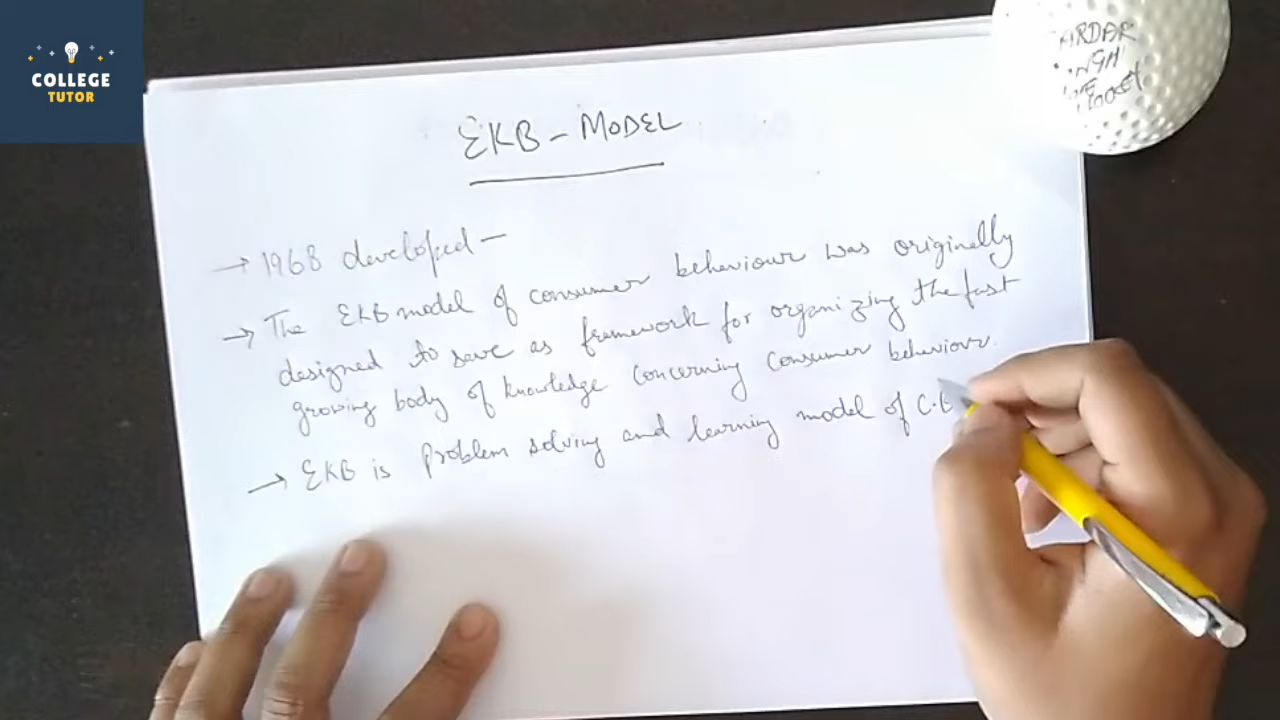 COLLEGE
TUTOR
EKB - MODEL
→ 1968 developed -
→ The EKB model of consumer behaviour was originally
designed to save as framework for organizing the fast
growing body of knowledge concerning consumer behaviour.
→ EKB is problem solving and learning model of C.B